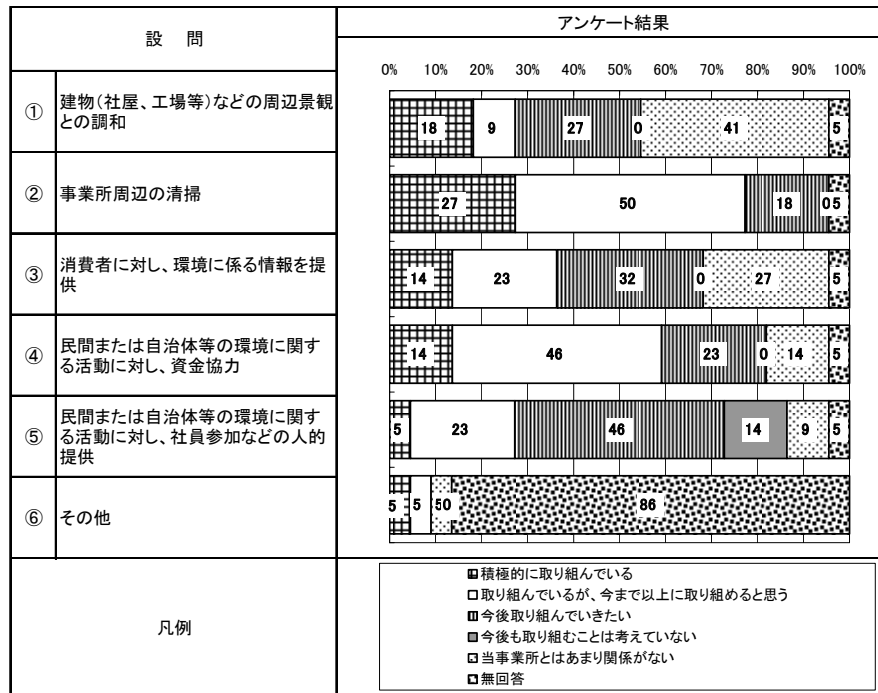 設　問
アンケート結果
0% 10% 20% 30% 40% 50% 60% 70% 80% 90% 100%
① 建物（社屋、工場等）などの周辺景観
との調和
18 9 27 0 41 5
② 事業所周辺の清掃
27 50 18 0 5
③ 消費者に対し、環境に係る情報を提
供
14 23 32 0 27 5
④ 民間または自治体等の環境に関す
る活動に対し、資金協力
14 46 23 0 14 5
⑤ 民間または自治体等の環境に関す
る活動に対し、社員参加などの人的
提供
5 23 46 14 9 5
⑥ その他
5 5 5 0 86
凡例
積極的に取り組んでいる
取り組んでいるが、今まで以上に取り組めると思う
今後取り組んでいきたい
今後も取り組むことは考えていない
当事業所とはあまり関係がない
無回答